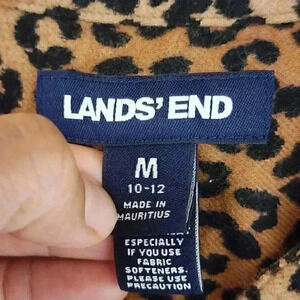 LANDS' END
M
10-12
MADE IN
MAURITIUS
ESPECIALLY
IF YOU USE
FABRIC
SOFTENERS.
PLEASE USE
PRECAUTION